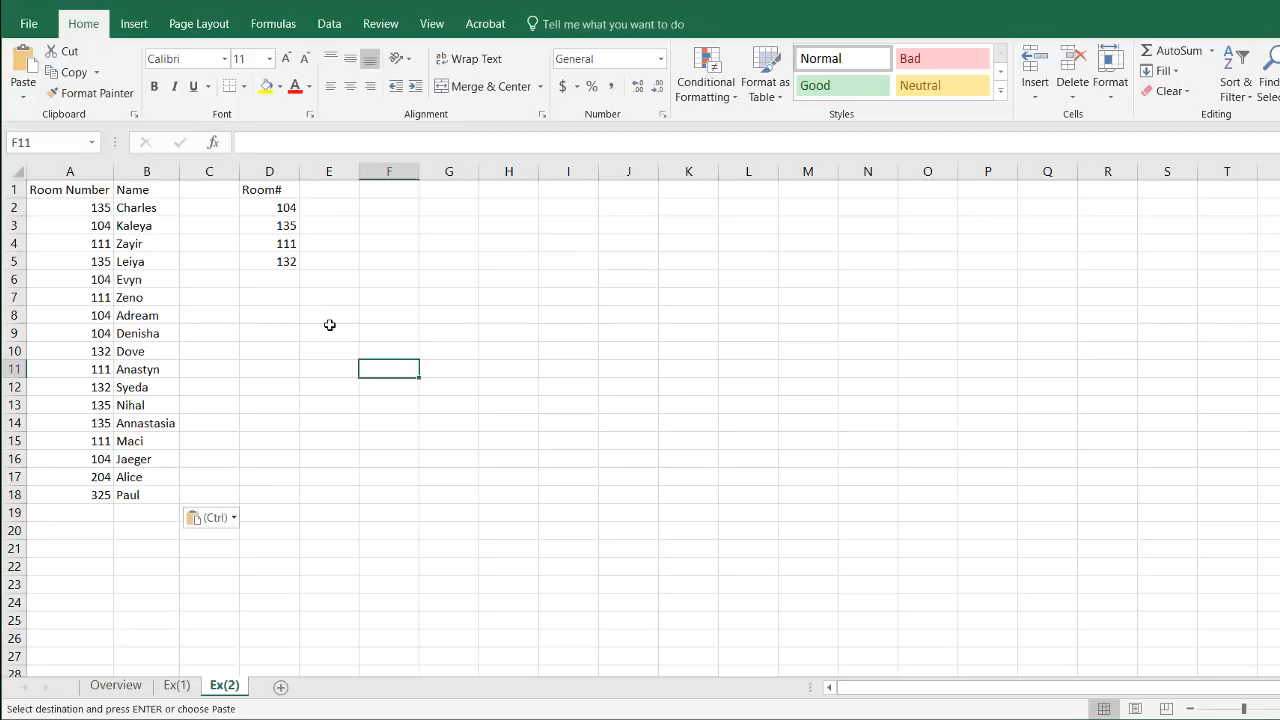 File Home Insert Page Layout Formulas Data Review View Acrobat Tell me what you want to do
Paste Cut Copy Format Painter Clipboard
Calibri 11 A A B I U A Font
Wrap Text Merge & Center Alignment
General $ % , Number
Conditional Formatting Format as Table Normal Bad Good Neutral Styles
Insert Delete Format Cells
AutoSum Fill Clear Sort & Filter Editing
F11 fx
A B C D E F G H I J K L M N O P Q R S T
1 Room Number Name Room#
2 135 Charles 104
3 104 Kaleya 135
4 111 Zayir 111
5 135 Leiya 132
6 104 Evyn
7 111 Zeno
8 104 Adream
9 104 Denisha
10 132 Dove
11 111 Anastyn
12 132 Syeda
13 135 Nihal
14 135 Annastasia
15 111 Maci
16 104 Jaeger
17 204 Alice
18 325 Paul
19
(Ctrl)
20
21
22
23
24
25
26
27
28
Overview Ex(1) Ex(2)
Select destination and press ENTER or choose Paste